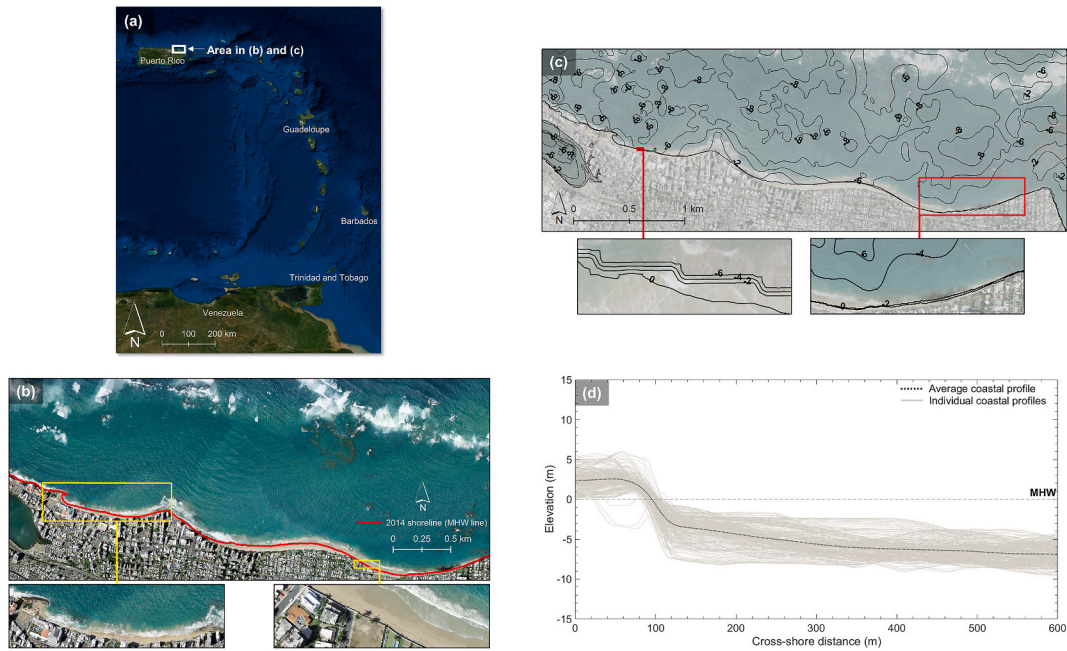 (a)
Area in (b) and (c)
Puerto Rico
Guadeloupe
Barbados
Trinidad and Tobago
Venezuela
N
0 100 200 km
(b)
N
2014 shoreline (MHW line)
0 0.25 0.5 km
(c)
-6
-2
-8
N
0 0.5 1 km
0
-6
-4
-2
-6
-4
0
-2
(d)
Average coastal profile
Individual coastal profiles
MHW
Elevation (m)
15
10
5
0
-5
-10
-15
0 100 200 300 400 500 600
Cross-shore distance (m)